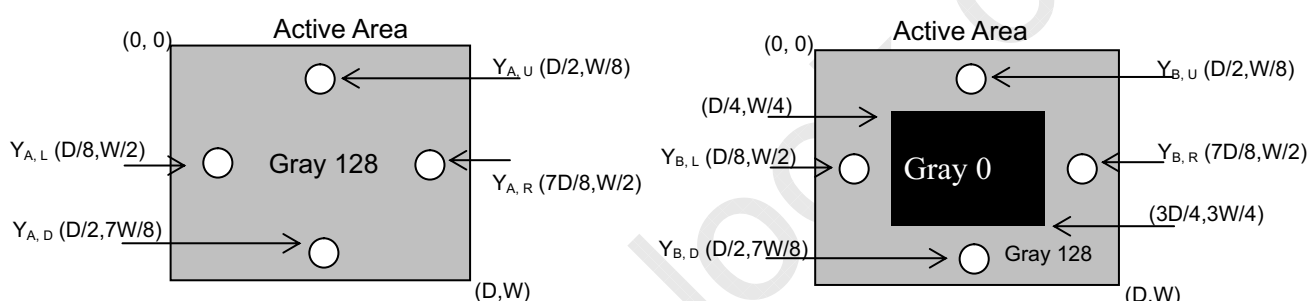 Active Area
(0, 0)
YA, U (D/2,W/8)
YA, L (D/8,W/2)
Gray 128
YA, R (7D/8,W/2)
YA, D (D/2,7W/8)
(D,W)
Active Area
(0, 0)
YB, U (D/2,W/8)
(D/4,W/4)
YB, L (D/8,W/2)
Gray 0
YB, R (7D/8,W/2)
(3D/4,3W/4)
YB, D (D/2,7W/8)
Gray 128
(D,W)